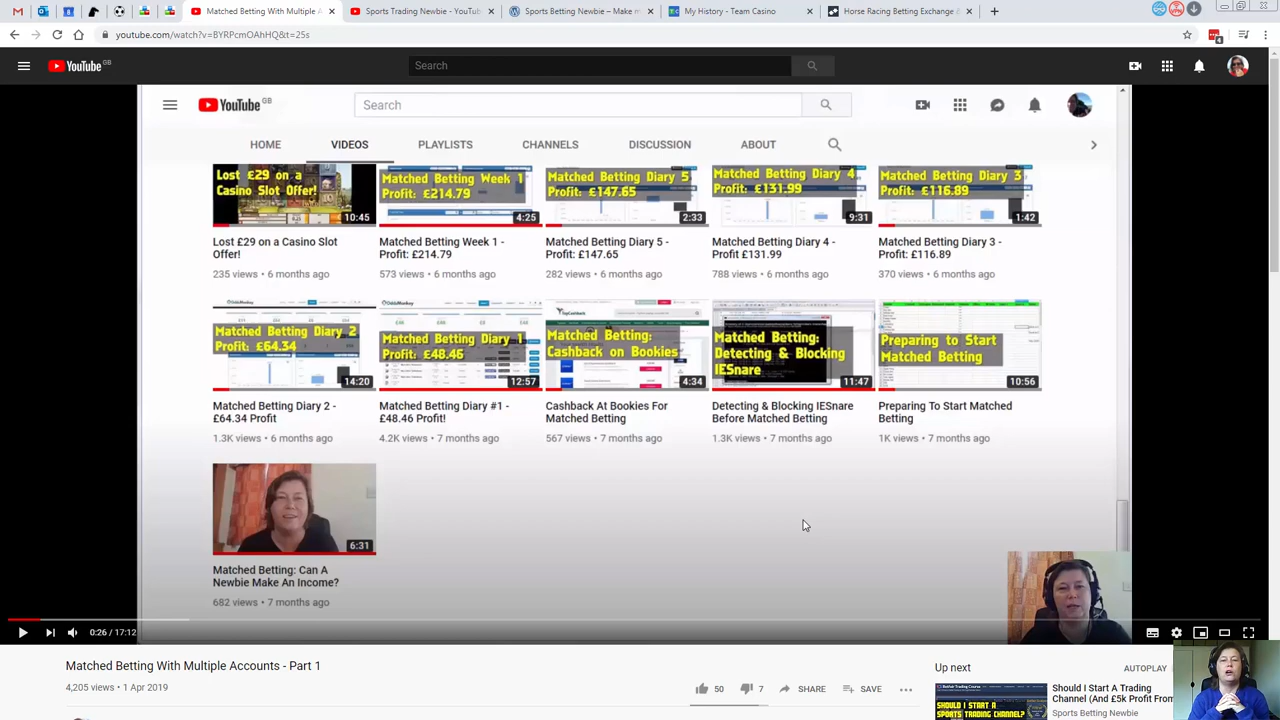 Matched Betting With Multiple A
Sports Trading Newbie - YouTub
Sports Betting Newbie – Make m
My History - Team Casino
Horse Racing Betting Exchange &
youtube.com/watch?v=BYRPcmOAhHQ&t=25s
YouTube GB
Search
YouTube GB
Search
HOME VIDEOS PLAYLISTS CHANNELS DISCUSSION ABOUT
Lost £29 on a
Casino Slot
Offer!
10:45
Matched Betting Week 1
Profit: £214.79
4:25
Matched Betting Diary 5
Profit: £147.65
2:33
Matched Betting Diary 4
Profit: £131.99
9:31
Matched Betting Diary 3
Profit: £116.89
1:42
Lost £29 on a Casino Slot
Offer!
235 views • 6 months ago
Matched Betting Week 1 -
Profit: £214.79
573 views • 6 months ago
Matched Betting Diary 5 -
Profit: £147.65
282 views • 6 months ago
Matched Betting Diary 4 -
Profit £131.99
788 views • 6 months ago
Matched Betting Diary 3 -
Profit: £116.89
370 views • 6 months ago
OddsMonkey
Matched Betting Diary 2
Profit: £64.34
14:20
OddsMonkey
Matched Betting Diary 1
Profit: £48.46
12:57
TopCashback
Matched Betting:
Cashback on Bookies
4:34
Matched Betting:
Detecting & Blocking
IESnare
11:47
Preparing to Start
Matched Betting
10:56
Matched Betting Diary 2 -
£64.34 Profit
1.3K views • 6 months ago
Matched Betting Diary #1 -
£48.46 Profit!
4.2K views • 7 months ago
Cashback At Bookies For
Matched Betting
567 views • 7 months ago
Detecting & Blocking IESnare
Before Matched Betting
1.3K views • 7 months ago
Preparing To Start Matched
Betting
1K views • 7 months ago
6:31
Matched Betting: Can A
Newbie Make An Income?
682 views • 7 months ago
0:26 / 17:12
Matched Betting With Multiple Accounts - Part 1
4,205 views • 1 Apr 2019
50
7
SHARE
SAVE
Up next
AUTOPLAY
SHOULD I START A
SPORTS TRADING
CHANNEL?
Should I Start A Trading
Channel (And £5k Profit From
Sports Betting Newbie